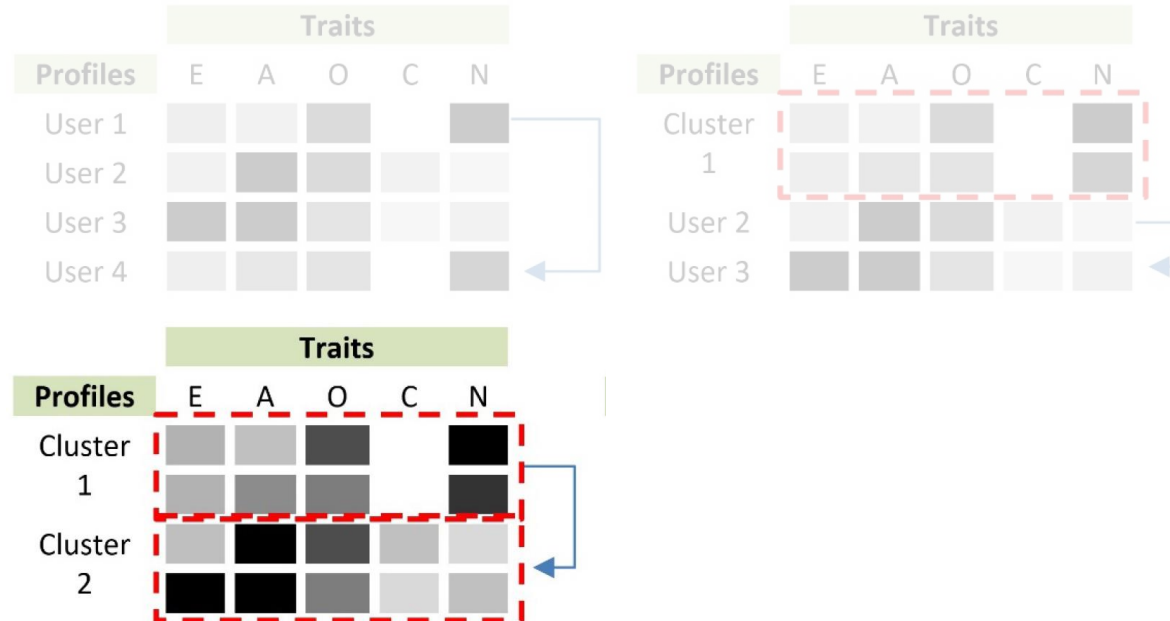 Traits
Profiles E A O C N
User 1
User 2
User 3
User 4
Traits
Profiles E A O C N
Cluster
1
User 2
User 3
Traits
Profiles E A O C N
Cluster
1
Cluster
2